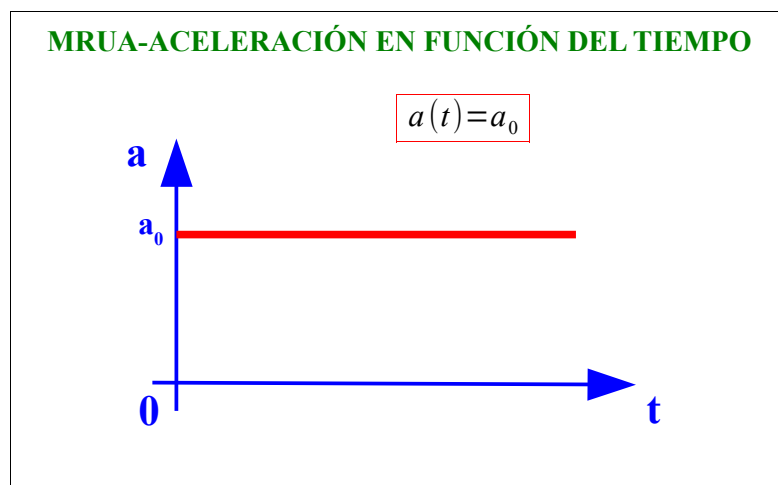 MRUA-ACELERACIÓN EN FUNCIÓN DEL TIEMPO
a(t)=a₀
a
a₀
0
t